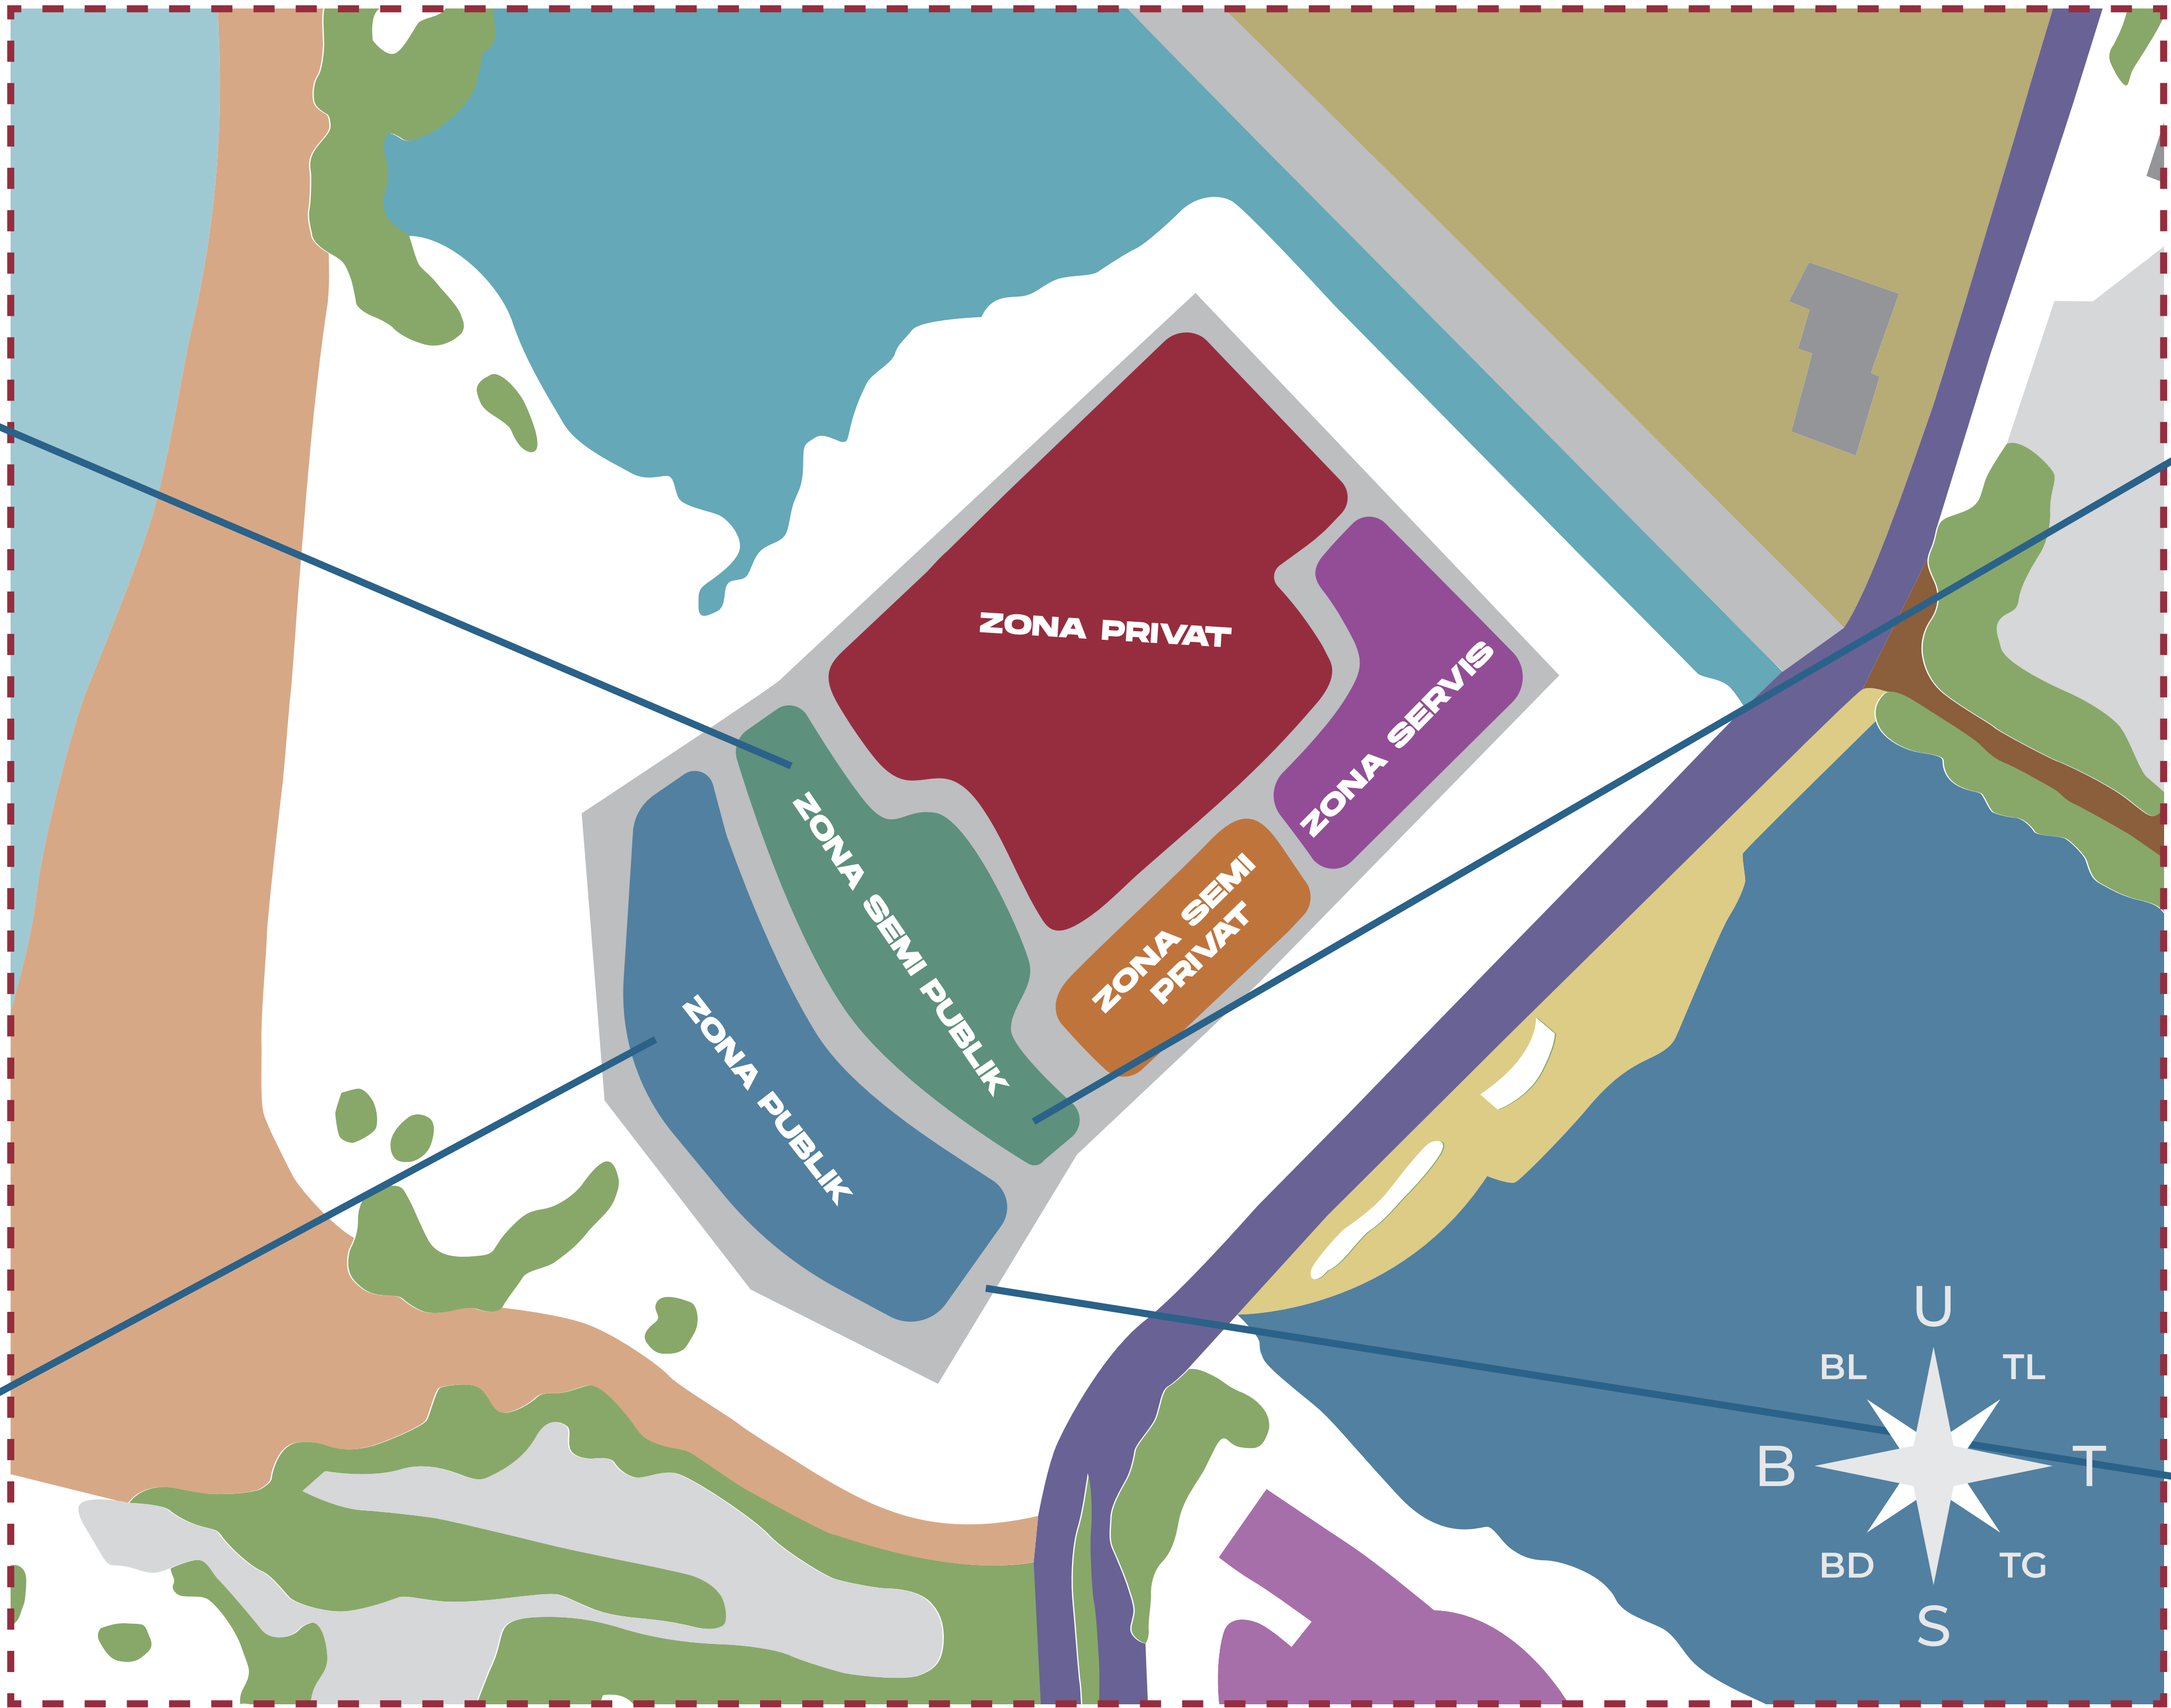 ZONA PRIVAT
ZONA SERVIS
ZONA SEMI
PRIVAT
ZONA SEMI PUBLIK
ZONA PUBLIK
U
BL
TL
B
T
BD
TG
S